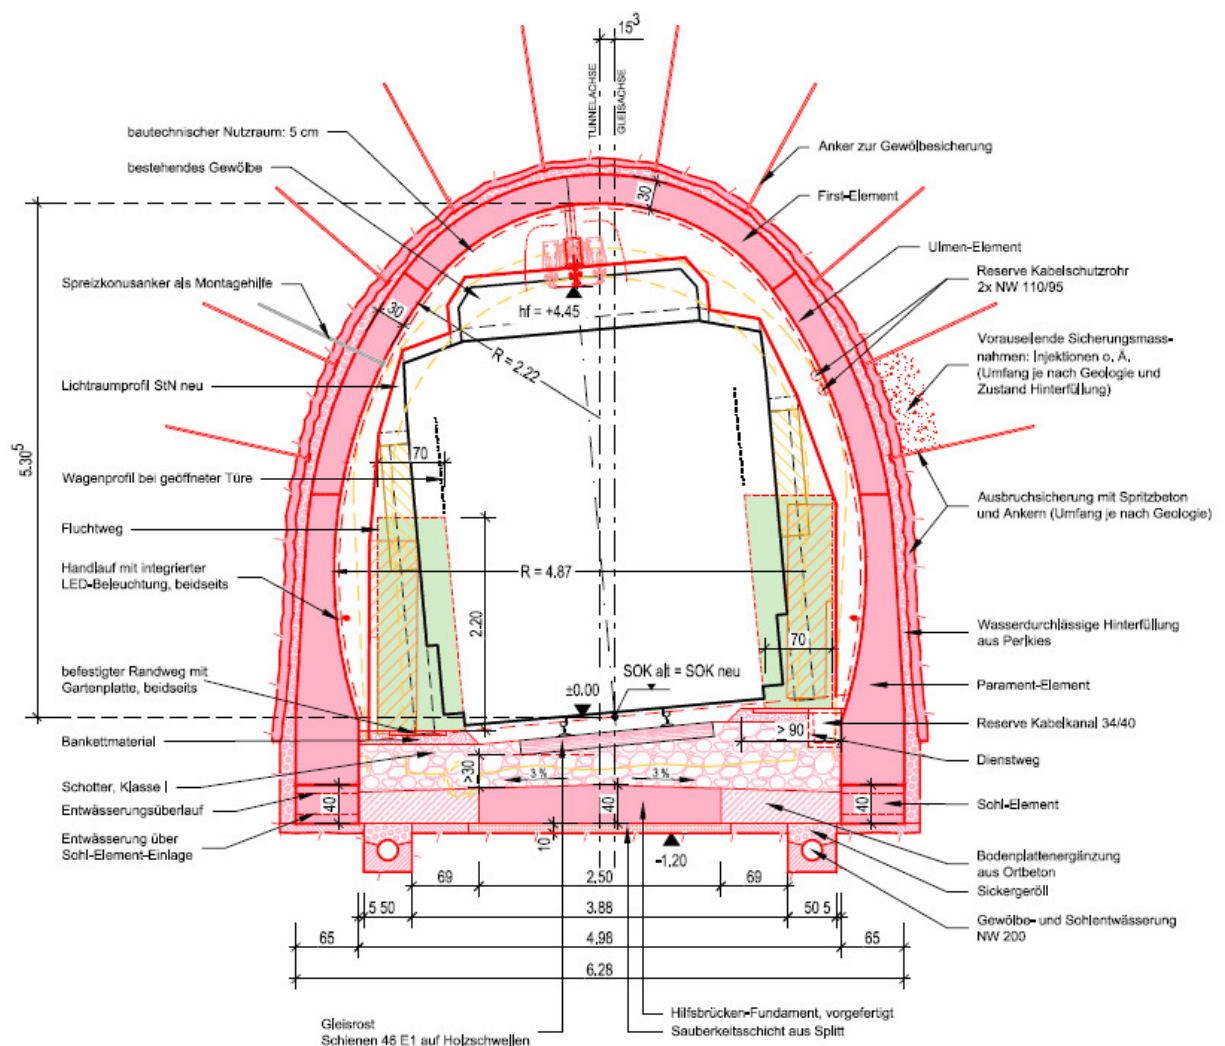 15³
TUNNELACHSE
GLEISACHSE
bautechnischer Nutzraum: 5 cm
bestehendes Gewölbe
Spreizkonusanker als Montagehilfe
Lichtraumprofil StN neu
Wagenprofil bei geöffneter Türe
Fluchtweg
Handlauf mit integrierter
LED-Beleuchtung, beidseits
befestigter Randweg mit
Gartenplatte, beidseits
Bankettmaterial
Schotter, Klasse I
Entwässerungsüberlauf
Entwässerung über
Sohl-Element-Einlage
5.30⁵
30
30
hf = +4.45
R = 2.22
70
R = 4.87
2.20
70
SOK alt = SOK neu
±0.00
> 90
>30
3 %
3 %
40
40
40
10
-1,20
Anker zur Gewölbesicherung
First-Element
Ulmen-Element
Reserve Kabelschutzrohr
2x NW 110/95
Vorauseilende Sicherungsmass-
nahmen: Injektionen o, Ä,
(Umfang je nach Geologie und
Zustand Hinterfüllung)
Ausbruchsicherung mit Spritzbeton
und Ankern (Umfang je nach Geologie)
Wasserdurchlässige Hinterfüllung
aus Perlkies
Parament-Element
Reserve Kabelkanal 34/40
Dienstweg
Sohl-Element
Bodenplattenergänzung
aus Ortbeton
Sickergeröll
Gewölbe- und Sohlentwässerung
NW 200
69
2.50
69
5 50
3.88
50 5
65
4.98
65
6.28
Gleisrost
Schienen 46 E1 auf Holzschwellen
Hilfsbrücken-Fundament, vorgefertigt
Sauberkeitsschicht aus Splitt